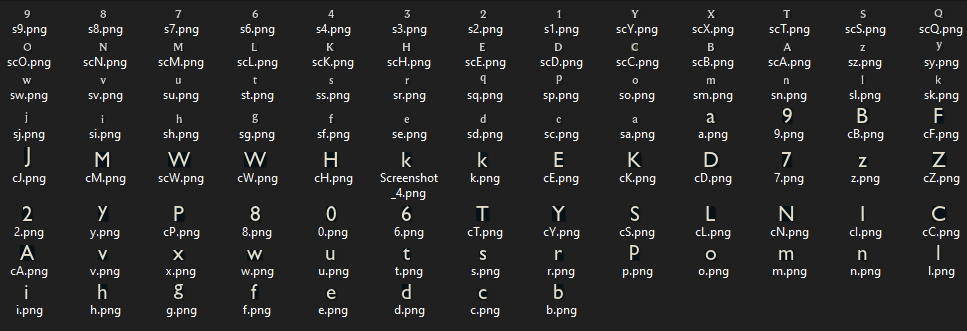 9 8 7 6 4 3 2 1 Y X T S Q
s9.png s8.png s7.png s6.png s4.png s3.png s2.png s1.png scY.png scX.png scT.png scS.png scQ.png
O N M L K H E D C B A z y
scO.png scN.png scM.png scL.png scK.png scH.png scE.png scD.png scC.png scB.png scA.png sz.png sy.png
w v u t s r q p o m n l k
sw.png sv.png su.png st.png ss.png sr.png sq.png sp.png so.png sm.png sn.png sl.png sk.png
j i h g f e d c a a 9 B F
sj.png si.png sh.png sg.png sf.png se.png sd.png sc.png sa.png a.png 9.png cB.png cF.png
J M W W H k k E K D 7 z Z
cJ.png cM.png scW.png cW.png cH.png Screenshot k.png cE.png cK.png cD.png 7.png z.png cZ.png
_4.png
2 y P 8 0 6 T Y S L N I C
2.png y.png cP.png 8.png 0.png 6.png cT.png cY.png cS.png cL.png cN.png cI.png cC.png
A v x w u t s r p o m n l
cA.png v.png x.png w.png u.png t.png s.png r.png p.png o.png m.png n.png l.png
i h g f e d c b
i.png h.png g.png f.png e.png d.png c.png b.png